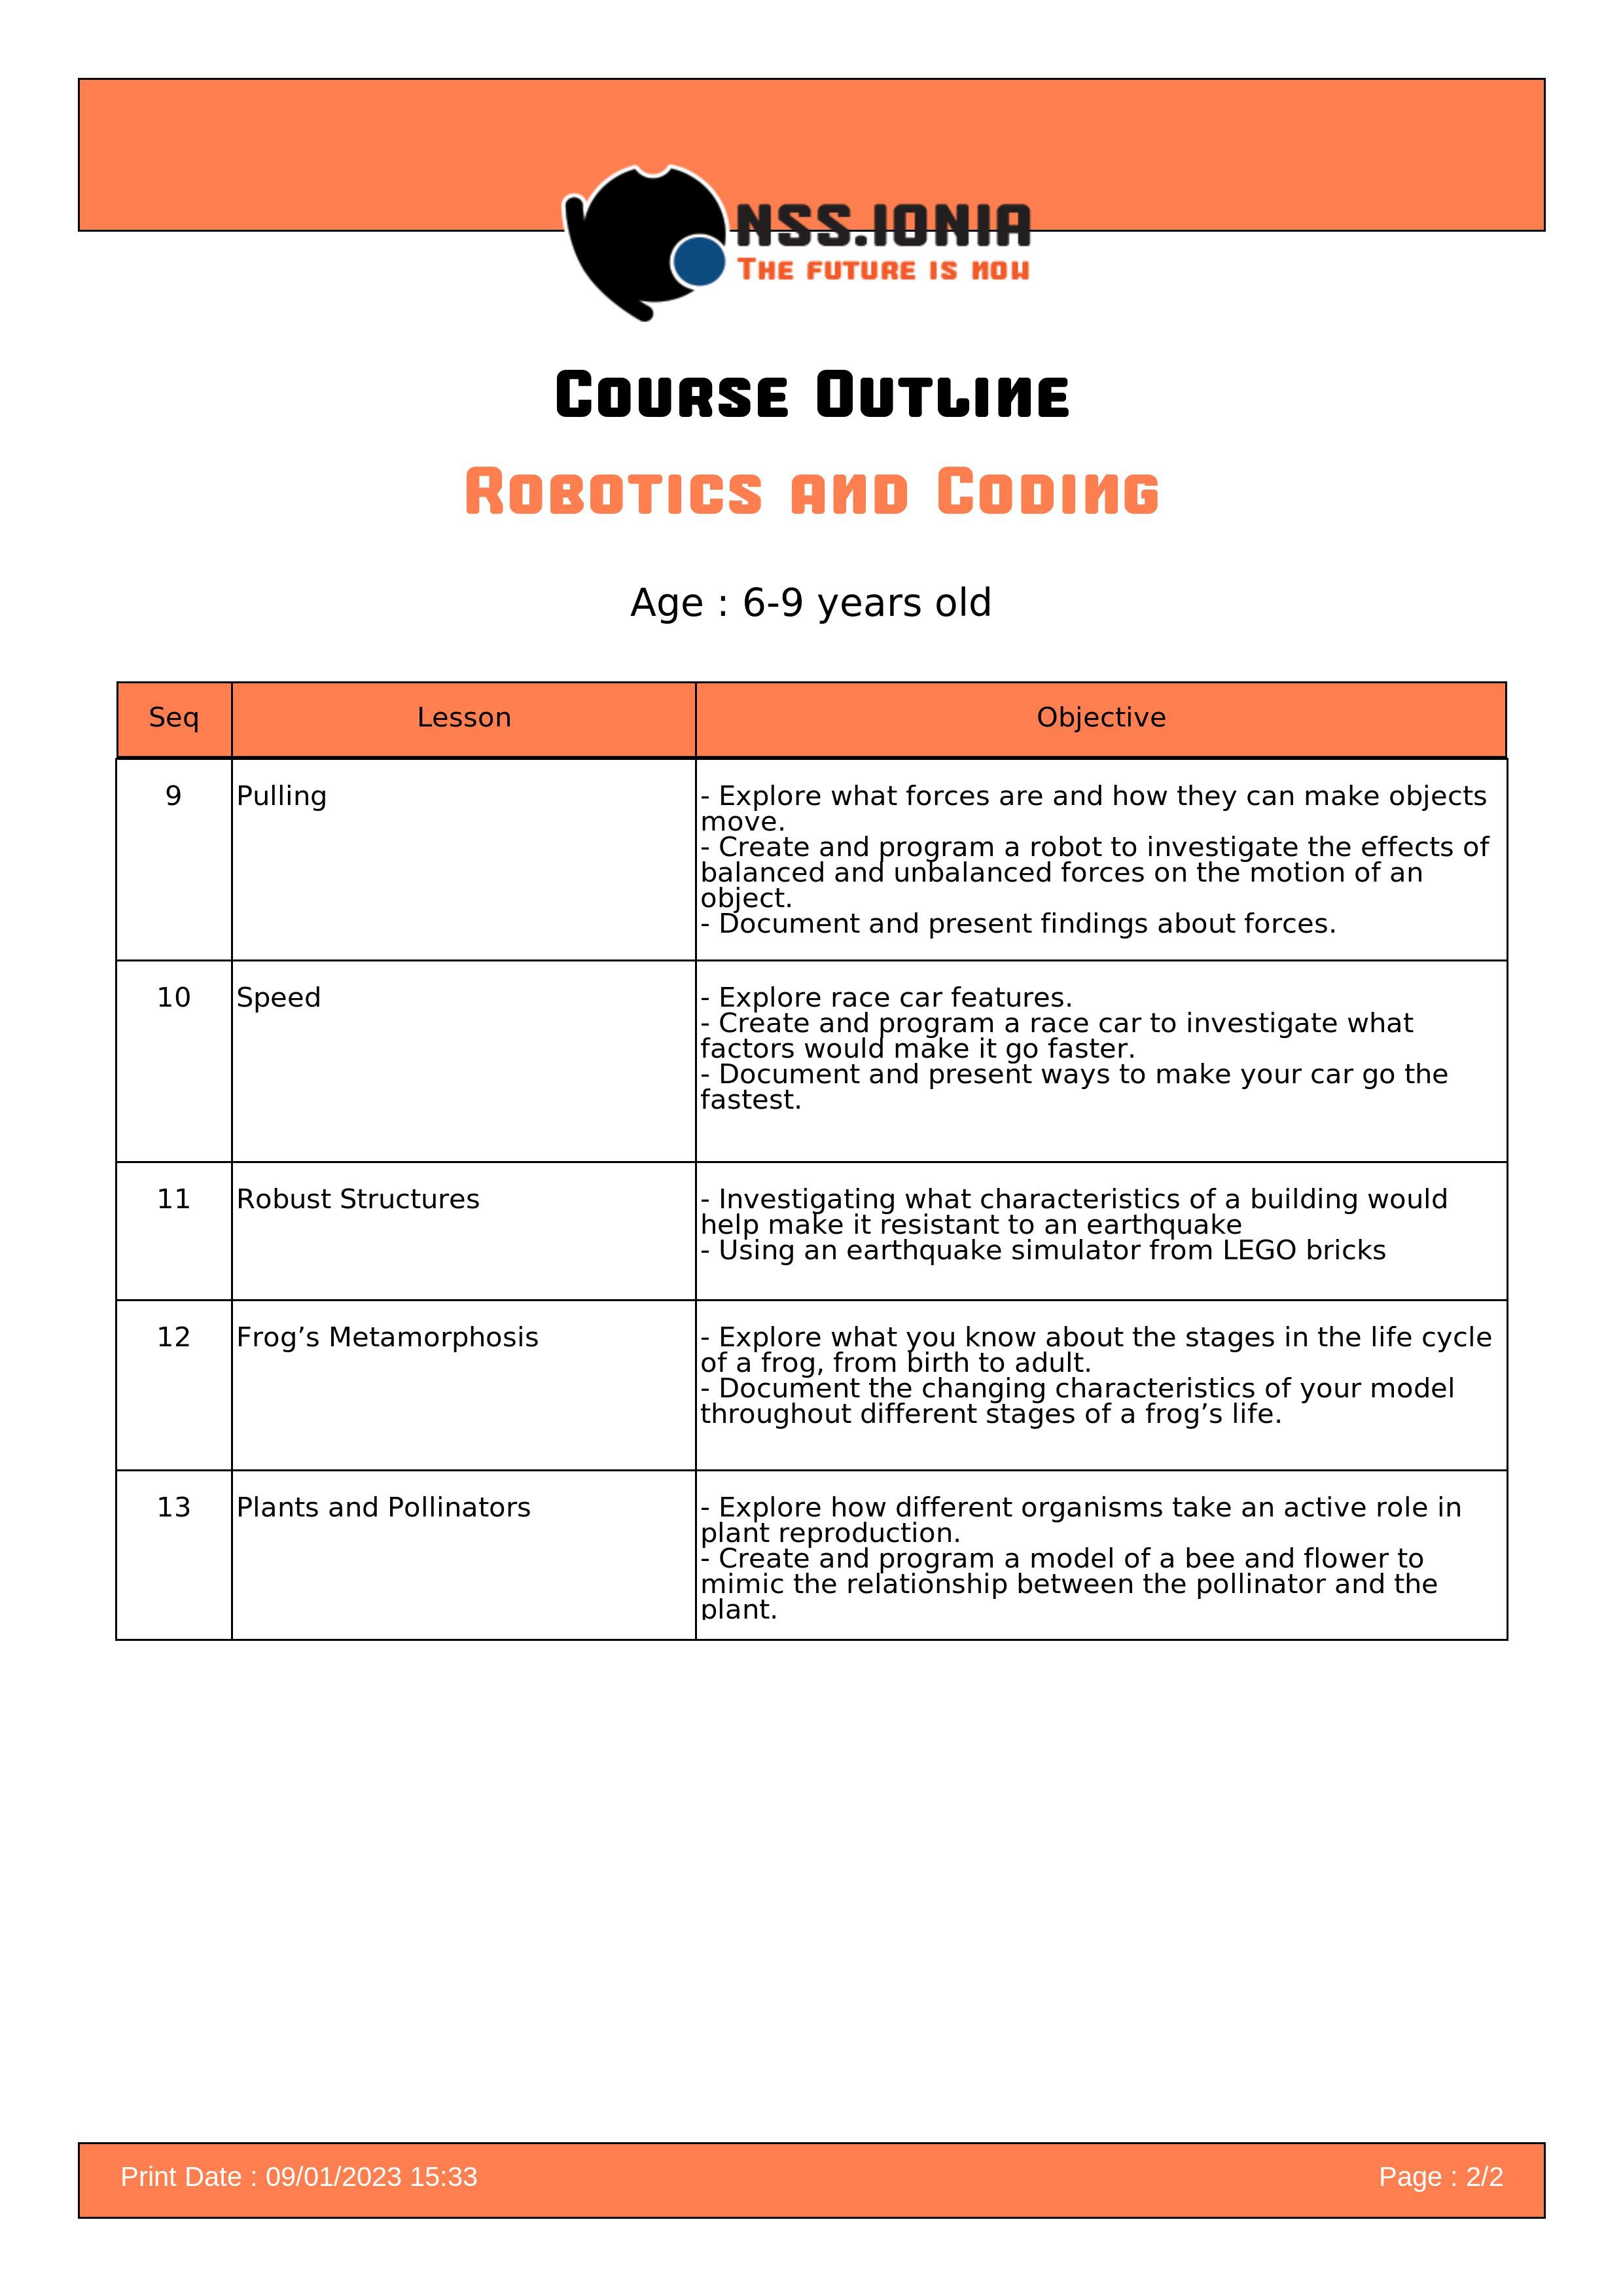 NSS.IONIA
The future is now
Course Outline
Robotics and Coding
Age : 6-9 years old
Seq Lesson Objective
9 Pulling - Explore what forces are and how they can make objects
move.
- Create and program a robot to investigate the effects of
balanced and unbalanced forces on the motion of an
object.
- Document and present findings about forces.
10 Speed - Explore race car features.
- Create and program a race car to investigate what
factors would make it go faster.
- Document and present ways to make your car go the
fastest.
11 Robust Structures - Investigating what characteristics of a building would
help make it resistant to an earthquake
- Using an earthquake simulator from LEGO bricks
12 Frog’s Metamorphosis - Explore what you know about the stages in the life cycle
of a frog, from birth to adult.
- Document the changing characteristics of your model
throughout different stages of a frog’s life.
13 Plants and Pollinators - Explore how different organisms take an active role in
plant reproduction.
- Create and program a model of a bee and flower to
mimic the relationship between the pollinator and the
plant.
Print Date : 09/01/2023 15:33 Page : 2/2